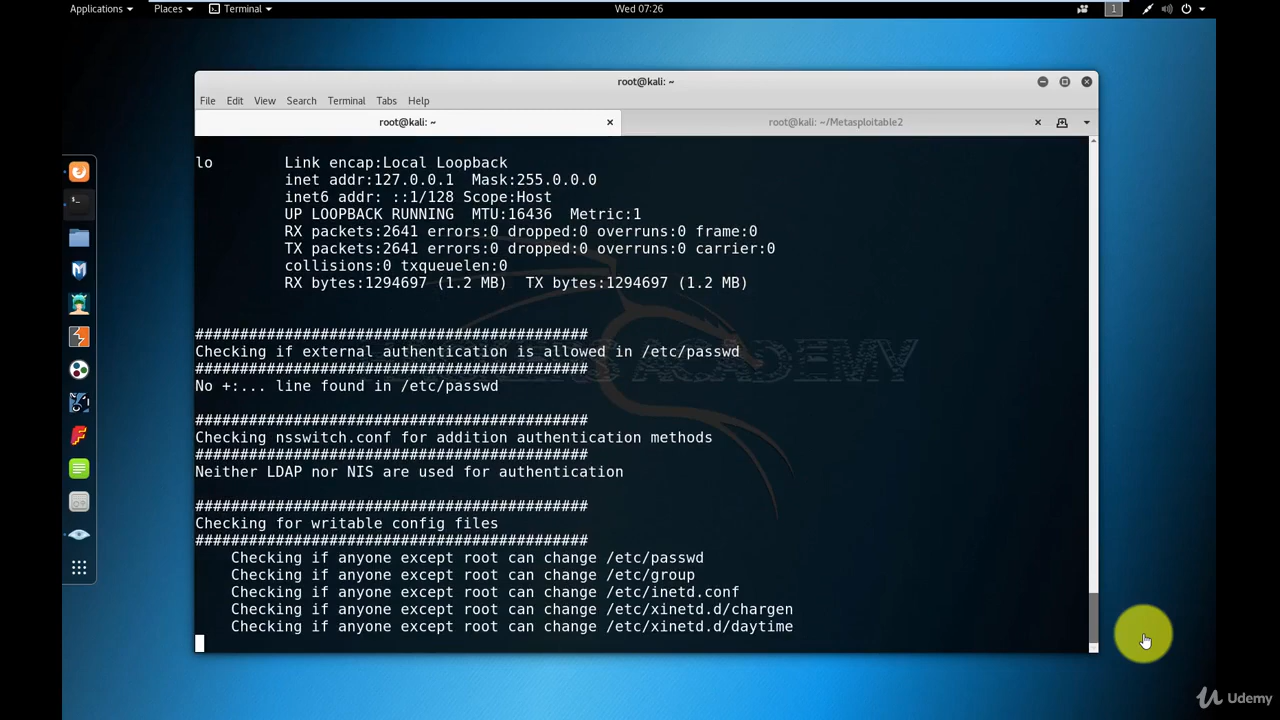 Applications
Places
Terminal
Wed 07:26
1
root@kali: ~
File Edit View Search Terminal Tabs Help
root@kali: ~
root@kali: ~/Metasploitable2
lo Link encap:Local Loopback
inet addr:127.0.0.1 Mask:255.0.0.0
inet6 addr: ::1/128 Scope:Host
UP LOOPBACK RUNNING MTU:16436 Metric:1
RX packets:2641 errors:0 dropped:0 overruns:0 frame:0
TX packets:2641 errors:0 dropped:0 overruns:0 carrier:0
collisions:0 txqueuelen:0
RX bytes:1294697 (1.2 MB) TX bytes:1294697 (1.2 MB)
############################################
Checking if external authentication is allowed in /etc/passwd
############################################
No +:... line found in /etc/passwd
############################################
Checking nsswitch.conf for addition authentication methods
############################################
Neither LDAP nor NIS are used for authentication
############################################
Checking for writable config files
############################################
Checking if anyone except root can change /etc/passwd
Checking if anyone except root can change /etc/group
Checking if anyone except root can change /etc/inetd.conf
Checking if anyone except root can change /etc/xinetd.d/chargen
Checking if anyone except root can change /etc/xinetd.d/daytime
ACADEMY
Udemy